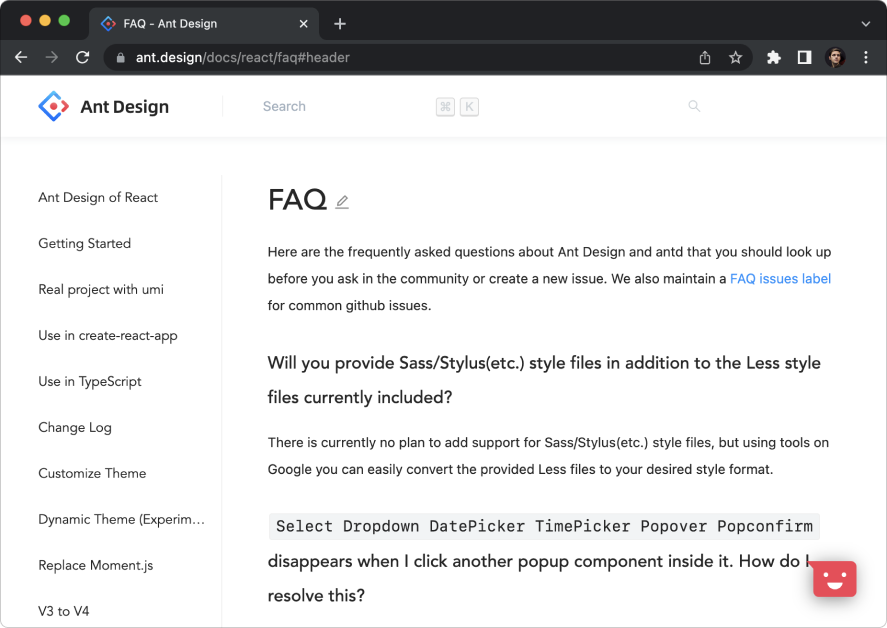 FAQ - Ant Design
ant.design/docs/react/faq#header
Ant Design
Search
⌘ K
Ant Design of React
Getting Started
Real project with umi
Use in create-react-app
Use in TypeScript
Change Log
Customize Theme
Dynamic Theme (Experim…
Replace Moment.js
V3 to V4
FAQ
Here are the frequently asked questions about Ant Design and antd that you should look up
before you ask in the community or create a new issue. We also maintain a FAQ issues label
for common github issues.
Will you provide Sass/Stylus(etc.) style files in addition to the Less style
files currently included?
There is currently no plan to add support for Sass/Stylus(etc.) style files, but using tools on
Google you can easily convert the provided Less files to your desired style format.
Select Dropdown DatePicker TimePicker Popover Popconfirm
disappears when I click another popup component inside it. How do I
resolve this?